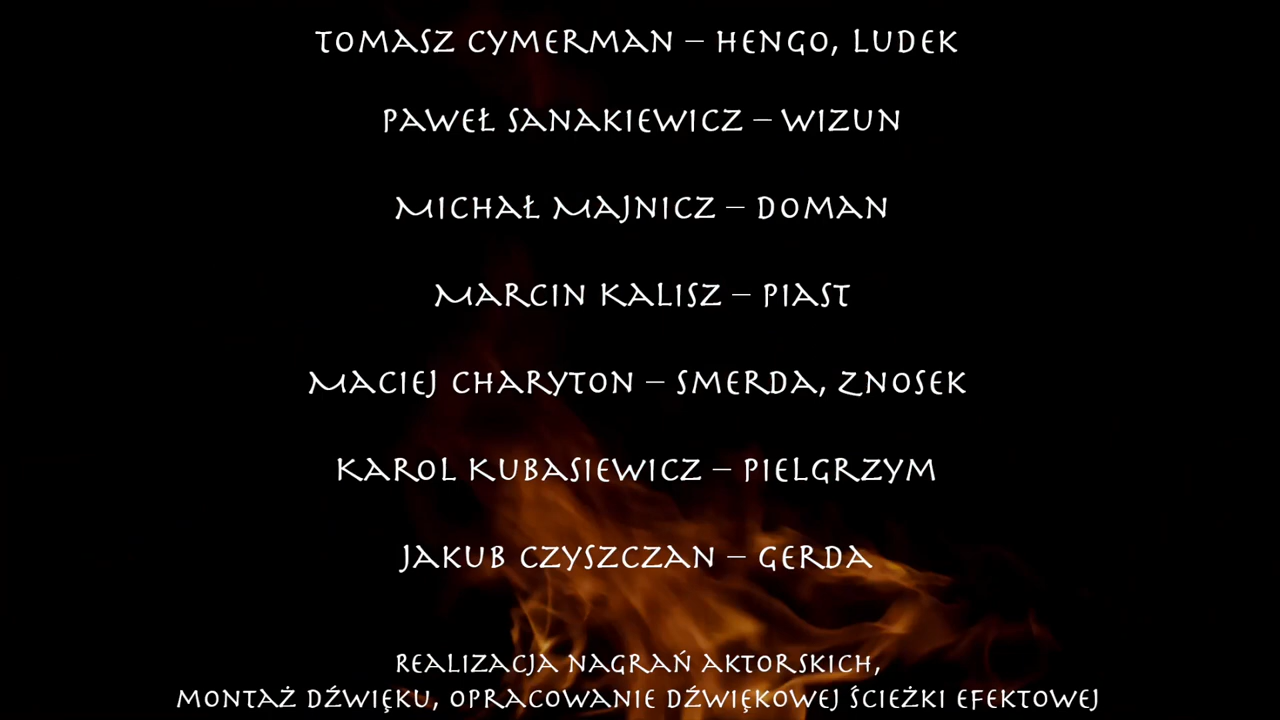 Tomasz Cymerman – Hengo, Ludek
Paweł Sanakiewicz – Wizun
Michał Majnicz – Doman
Marcin Kalisz – Piast
Maciej Charyton – Smerda, Znosek
Karol Kubasiewicz – Pielgrzym
Jakub Czyszczan – Gerda
Realizacja nagrań aktorskich,
montaż dźwięku, opracowanie dźwiękowej ścieżki efektowej